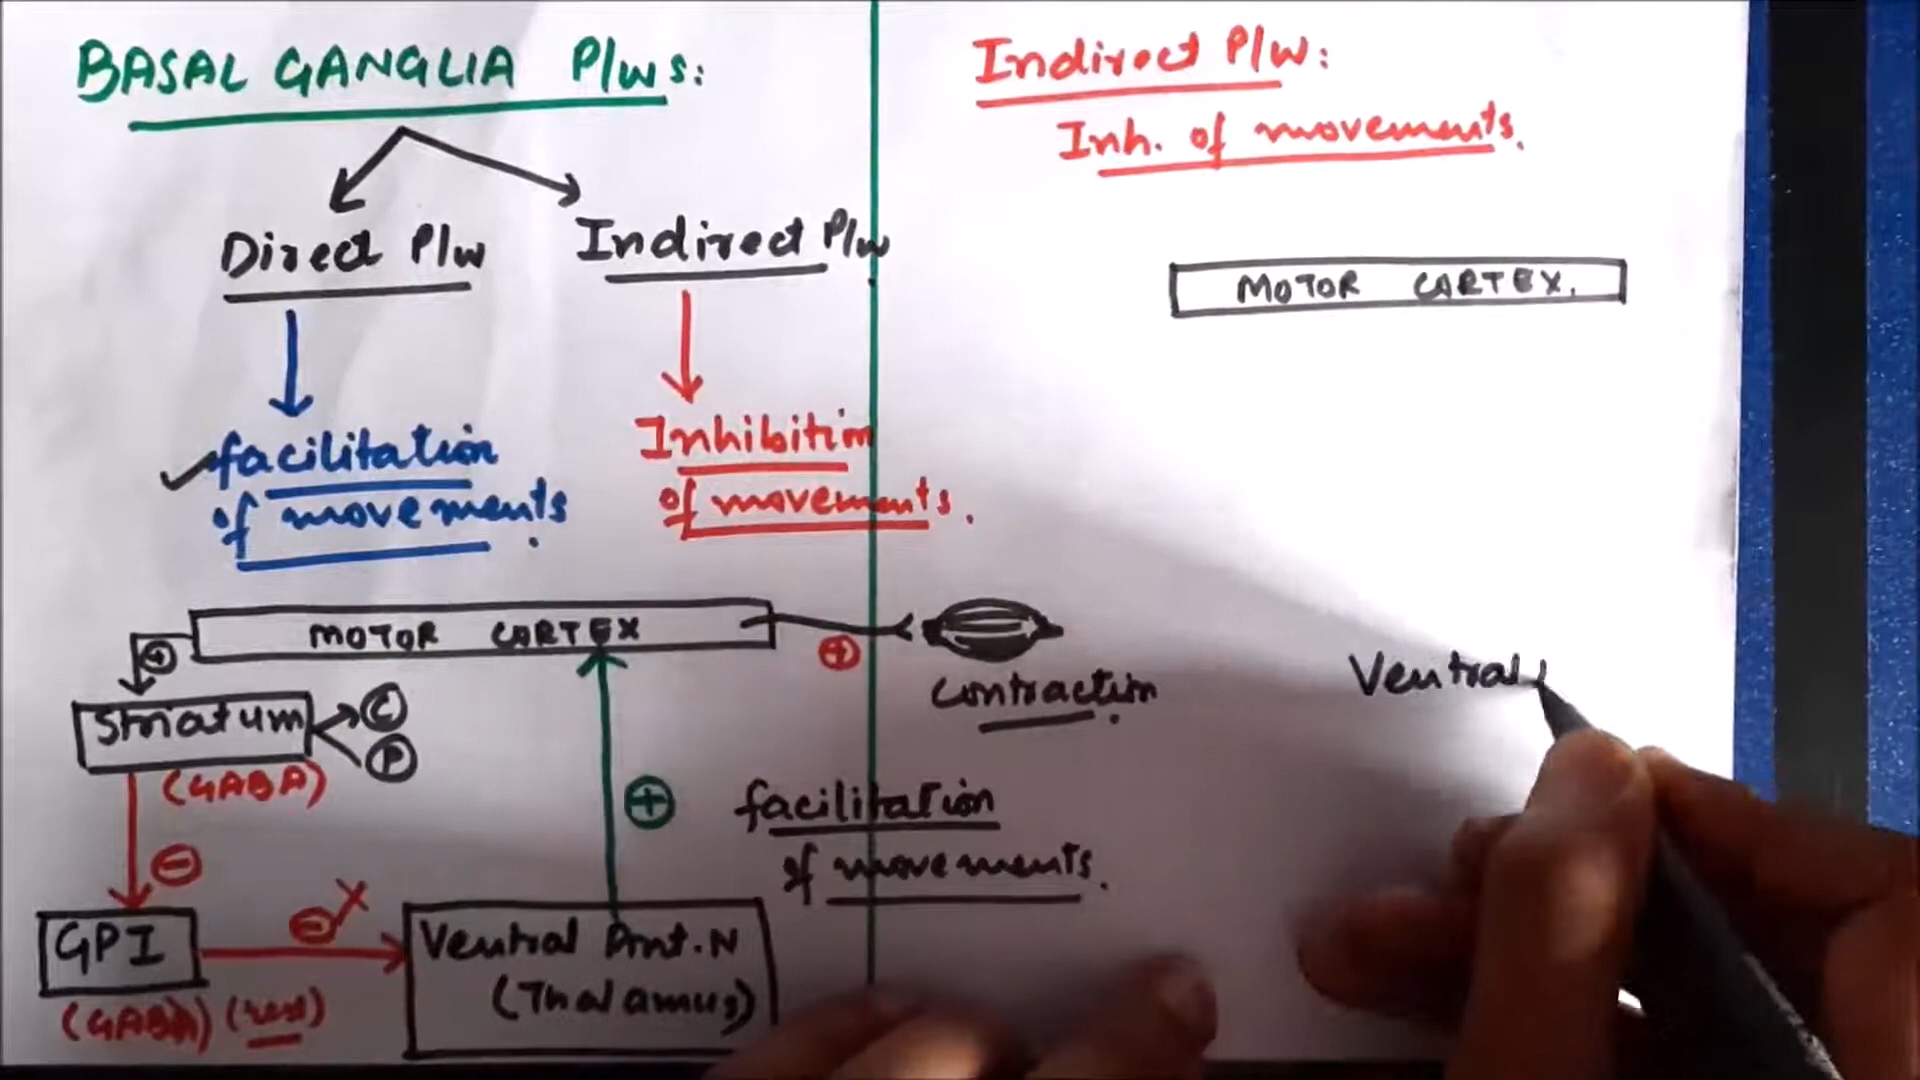 BASAL GANGLIA P/ws:
Direct P/w
Indirect P/w
facilitation
of movements.
Inhibition
of movements.
MOTOR CORTEX
+
+
Striatum
C
P
(GABA)
contraction
+
facilitation
of movements.
-
- X
GPI
Ventral Ant. N
(Thalamus)
(GABA) (rest)
Indirect P/w:
Inh. of movements.
MOTOR CORTEX.
Ventral